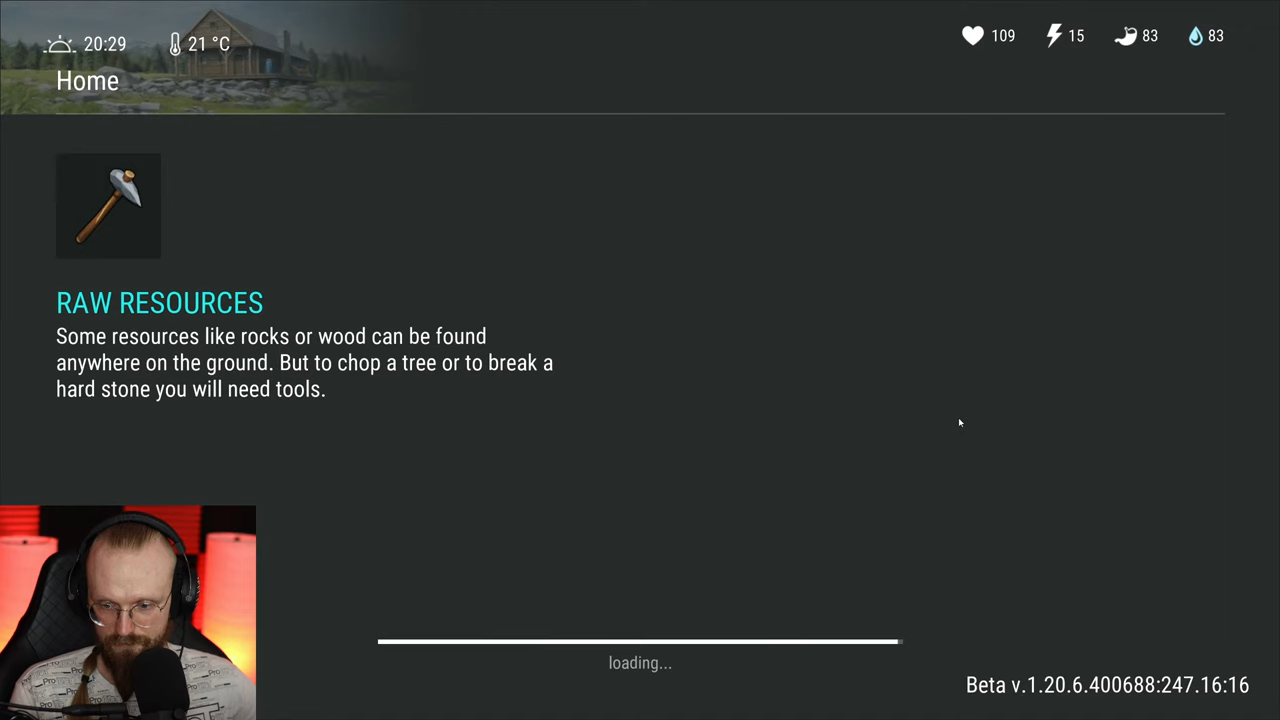 20:29
21 °C
109
15
83
83
Home
RAW RESOURCES
Some resources like rocks or wood can be found
anywhere on the ground. But to chop a tree or to break a
hard stone you will need tools.
loading...
Beta v.1.20.6.400688:247.16:16